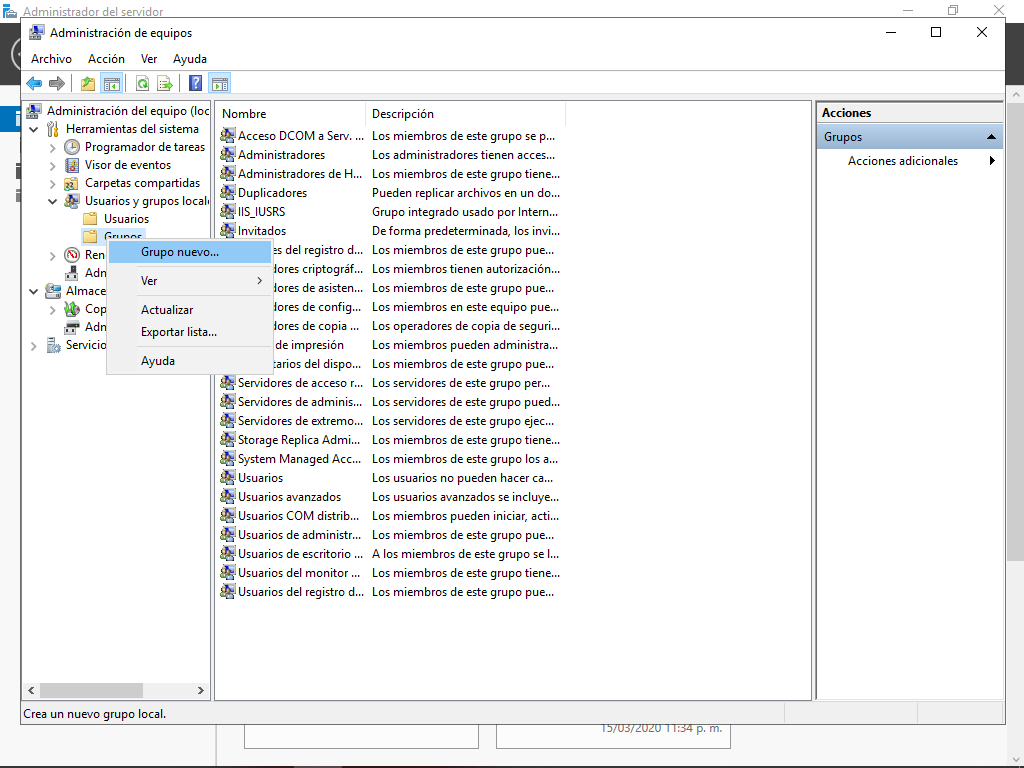 Administrador del servidor
Administración de equipos
Archivo Acción Ver Ayuda
Administración del equipo (loc
Herramientas del sistema
Programador de tareas
Visor de eventos
Carpetas compartidas
Usuarios y grupos locale
Usuarios
Grupos
Ren
Adn
Almace
Cop
Adn
Servicio
Grupo nuevo...
Ver
Actualizar
Exportar lista...
Ayuda
Nombre Descripción
Acceso DCOM a Serv. ... Los miembros de este grupo se p...
Administradores Los administradores tienen acces...
Administradores de H... Los miembros de este grupo tiene...
Duplicadores Pueden replicar archivos en un do...
IIS_IUSRS Grupo integrado usado por Intern...
Invitados De forma predeterminada, los invi...
es del registro d... Los miembros de este grupo pue...
dores criptográf... Los miembros tienen autorización...
dores de asisten... Los miembros de este grupo pue...
dores de config... Los miembros en este equipo pue...
dores de copia ... Los operadores de copia de seguri...
de impresión Los miembros pueden administra...
tarios del dispo... Los miembros de este grupo pue...
Servidores de acceso r... Los servidores de este grupo per...
Servidores de adminis... Los servidores de este grupo pued...
Servidores de extremo... Los servidores de este grupo ejec...
Storage Replica Admi... Los miembros de este grupo tiene...
System Managed Acc... Los miembros de este grupo los a...
Usuarios Los usuarios no pueden hacer ca...
Usuarios avanzados Los usuarios avanzados se incluye...
Usuarios COM distrib... Los miembros pueden iniciar, acti...
Usuarios de administr... Los miembros de este grupo pue...
Usuarios de escritorio ... A los miembros de este grupo se l...
Usuarios del monitor ... Los miembros de este grupo tiene...
Usuarios del registro d... Los miembros de este grupo pue...
Acciones
Grupos
Acciones adicionales
Crea un nuevo grupo local.
15/03/2020 11:34 p. m.